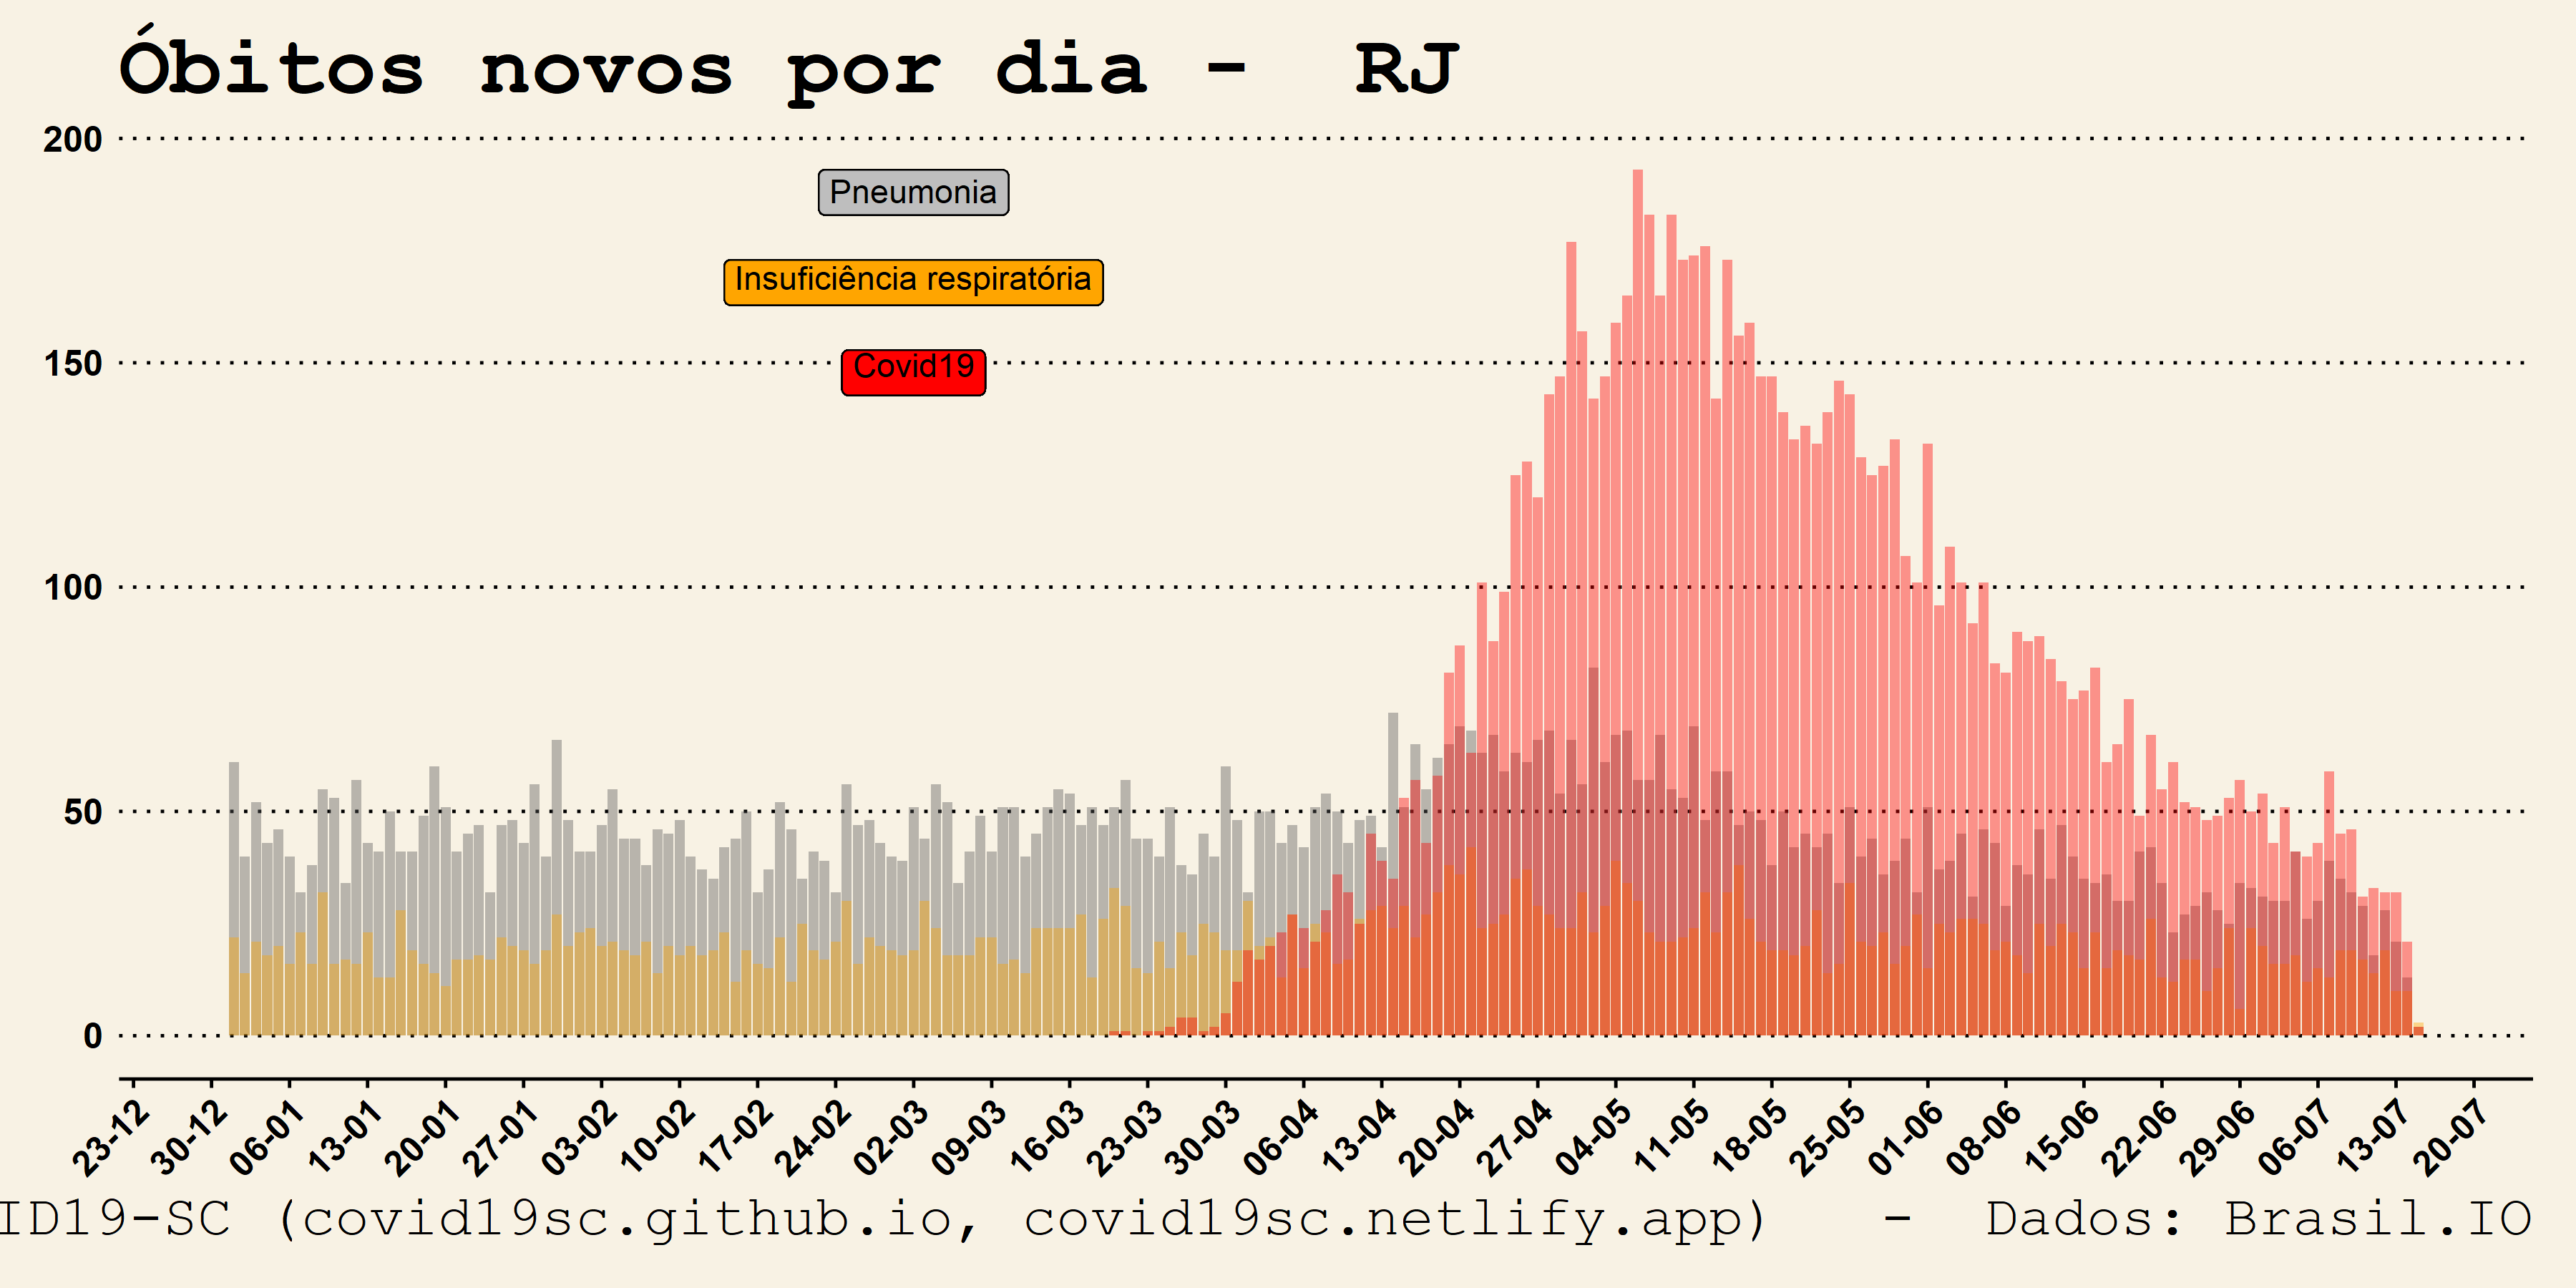 Óbitos novos por dia - RJ
200
Pneumonia
Insuficiência respiratória
150
Covid19
100
50
0
23-12 30-12 06-01 13-01 20-01 27-01 03-02 10-02 17-02 24-02 02-03 09-03 16-03 23-03 30-03 06-04 13-04 20-04 27-04 04-05 11-05 18-05 25-05 01-06 08-06 15-06 22-06 29-06 06-07 13-07 20-07
ID19-SC (covid19sc.github.io, covid19sc.netlify.app) - Dados: Brasil.IO